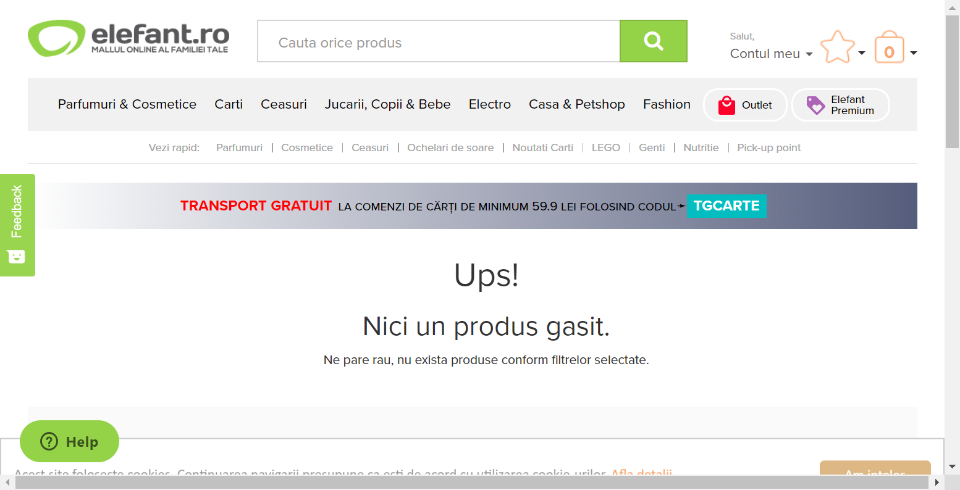 elefant.ro
MALLUL ONLINE AL FAMILIEI TALE
Cauta orice produs
Salut,
Contul meu
0
Parfumuri & Cosmetice Carti Ceasuri Jucarii, Copii & Bebe Electro Casa & Petshop Fashion Outlet Elefant Premium
Vezi rapid: Parfumuri | Cosmetice | Ceasuri | Ochelari de soare | Noutati Carti | LEGO | Genti | Nutritie | Pick-up point
Feedback
TRANSPORT GRATUIT LA COMENZI DE CĂRȚI DE MINIMUM 59.9 LEI FOLOSIND CODUL TGCARTE
Ups!
Nici un produs gasit.
Ne pare rau, nu exista produse conform filtrelor selectate.
Help
Acest site foloseste cookies. Continuarea navigarii presupune ca esti de acord cu utilizarea cookie-urilor. Afla detalii
Am inteles